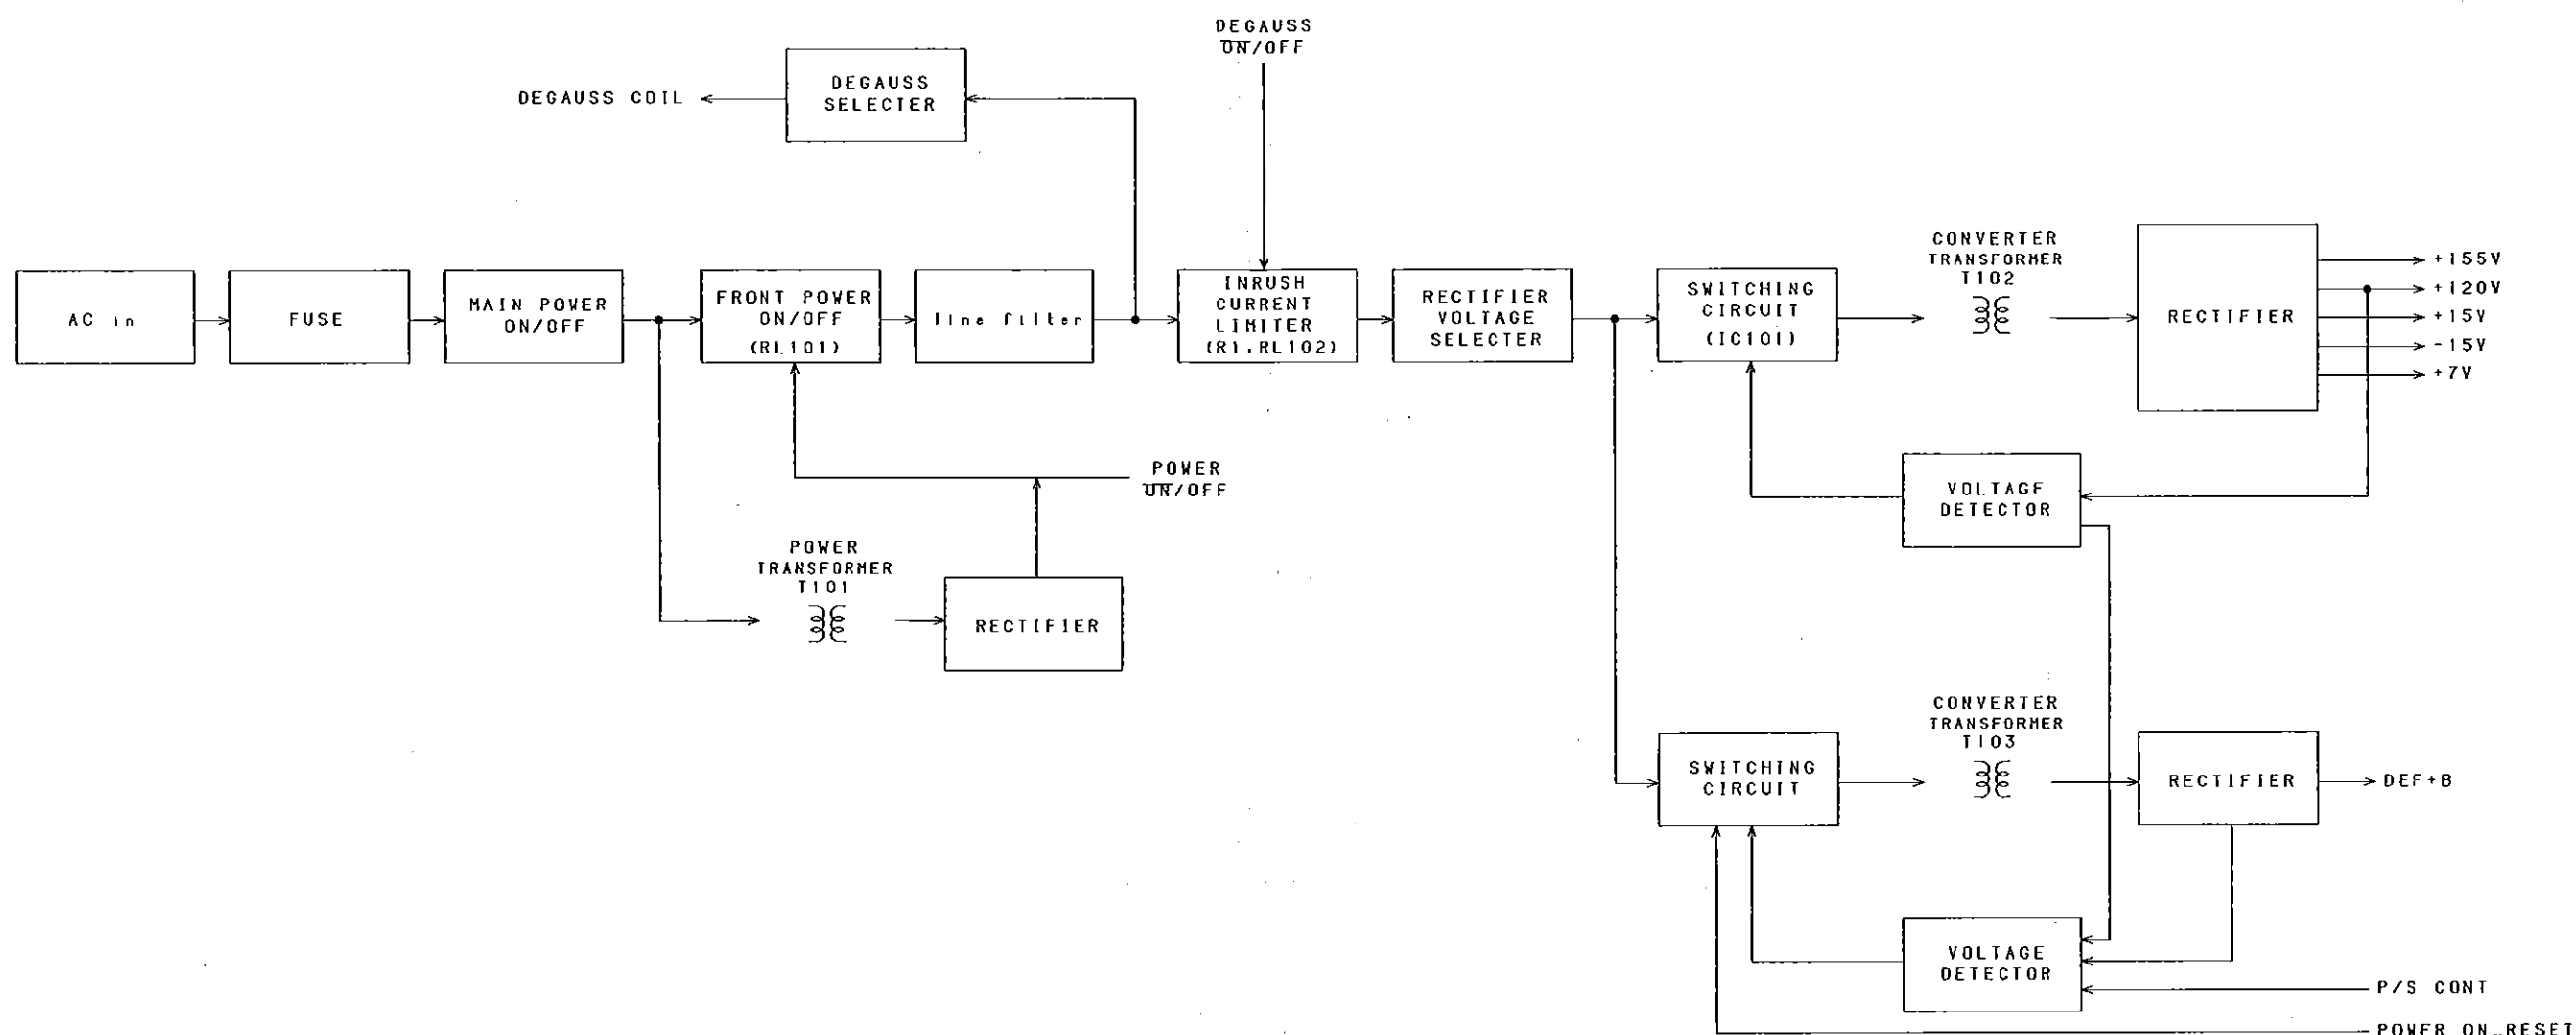 DEGAUSS
ON/OFF
DEGAUSS COIL
DEGAUSS
SELECTER
AC in
FUSE
MAIN POWER
ON/OFF
FRONT POWER
ON/OFF
(RL101)
line filter
INRUSH
CURRENT
LIMITER
(R1,RL102)
RECTIFIER
VOLTAGE
SELECTER
SWITCHING
CIRCUIT
(IC101)
CONVERTER
TRANSFORMER
T102
RECTIFIER
+155V
+120V
+15V
-15V
+7V
POWER
ON/OFF
VOLTAGE
DETECTOR
POWER
TRANSFORMER
T101
RECTIFIER
SWITCHING
CIRCUIT
CONVERTER
TRANSFORMER
T103
RECTIFIER
DEF+B
VOLTAGE
DETECTOR
P/S CONT
POWER ON_RESET